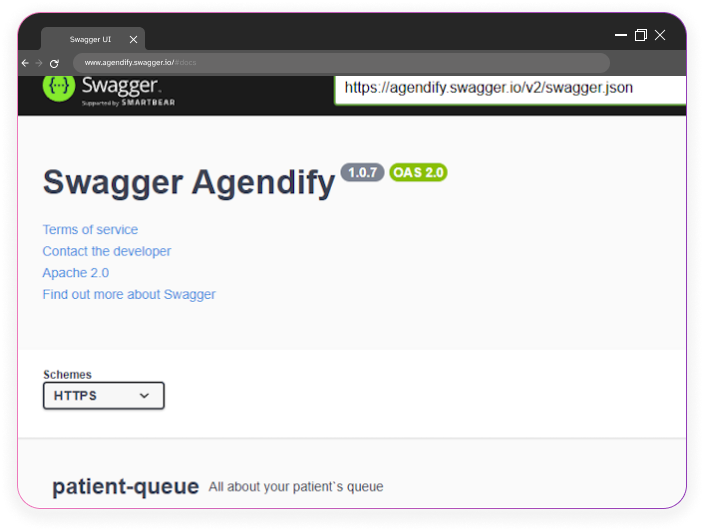 Swagger UI
www.agendify.swagger.io/#docs
Swagger.
Supported by SMARTBEAR
https://agendify.swagger.io/v2/swagger.json
Swagger Agendify 1.0.7 OAS 2.0
Terms of service
Contact the developer
Apache 2.0
Find out more about Swagger
Schemes
HTTPS
patient-queue All about your patient`s queue